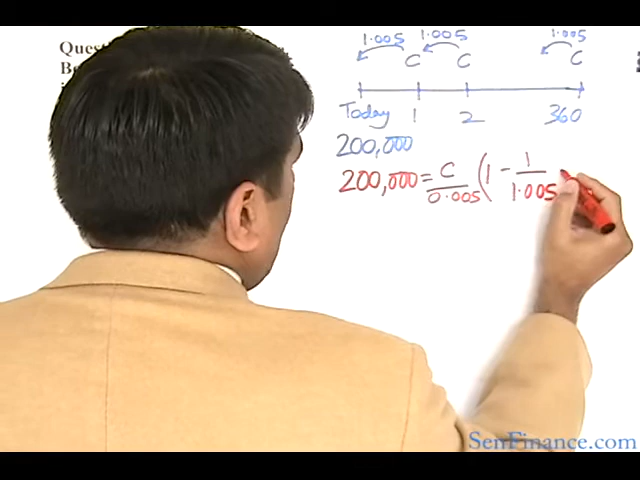 Quest
Be
1.005 1.005 1.005
C C C
Today 1 2 360
200,000
200,000 = C/0.005 (1 - 1/1.005
SenFinance.com